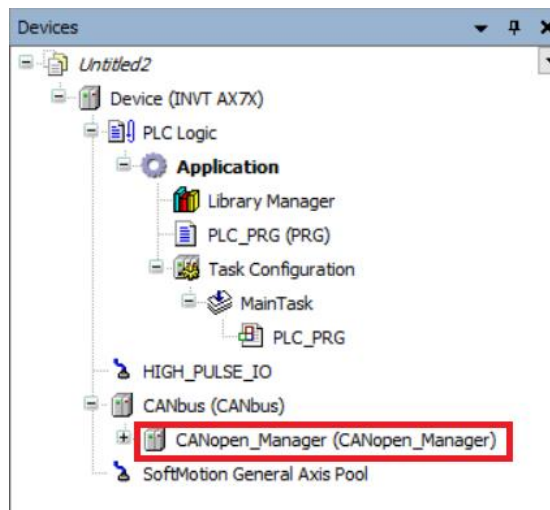 Devices
Untitled2
Device (INVT AX7X)
PLC Logic
Application
Library Manager
PLC_PRG (PRG)
Task Configuration
MainTask
PLC_PRG
HIGH_PULSE_IO
CANbus (CANbus)
CANopen_Manager (CANopen_Manager)
SoftMotion General Axis Pool